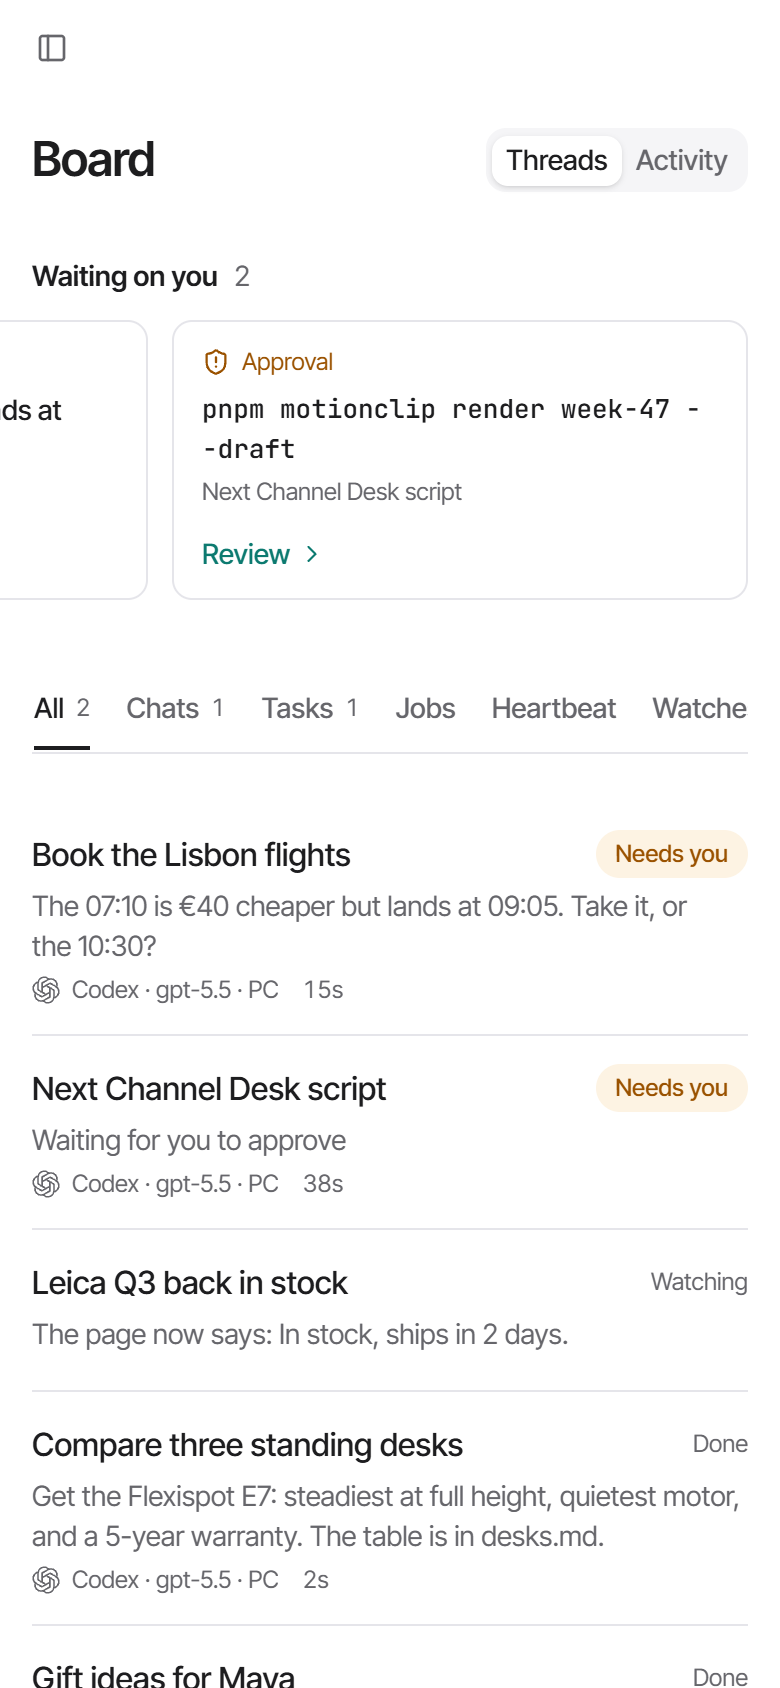 Board
Threads
Activity
Waiting on you 2
ds at
Approval
pnpm motionclip render week-47 -
-draft
Next Channel Desk script
Review
All 2
Chats 1
Tasks 1
Jobs
Heartbeat
Watche
Book the Lisbon flights
Needs you
The 07:10 is €40 cheaper but lands at 09:05. Take it, or
the 10:30?
Codex · gpt-5.5 · PC 15s
Next Channel Desk script
Needs you
Waiting for you to approve
Codex · gpt-5.5 · PC 38s
Leica Q3 back in stock
Watching
The page now says: In stock, ships in 2 days.
Compare three standing desks
Done
Get the Flexispot E7: steadiest at full height, quietest motor,
and a 5-year warranty. The table is in desks.md.
Codex · gpt-5.5 · PC 2s
Gift ideas for Maya
Done